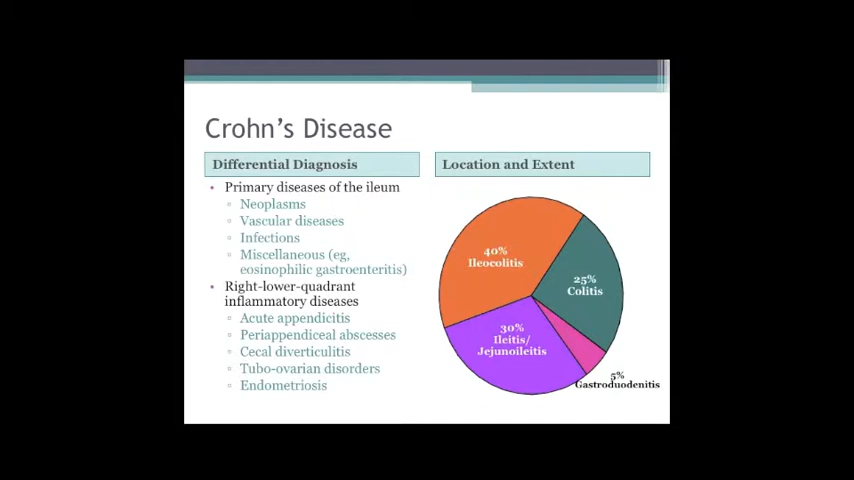 Crohn's Disease
Differential Diagnosis
• Primary diseases of the ileum
▫ Neoplasms
▫ Vascular diseases
▫ Infections
▫ Miscellaneous (eg,
eosinophilic gastroenteritis)
• Right-lower-quadrant
inflammatory diseases
▫ Acute appendicitis
▫ Periappendiceal abscesses
▫ Cecal diverticulitis
▫ Tubo-ovarian disorders
▫ Endometriosis
Location and Extent
40%
Ileocolitis
25%
Colitis
30%
Ileitis/
Jejunoileitis
5%
Gastroduodenitis